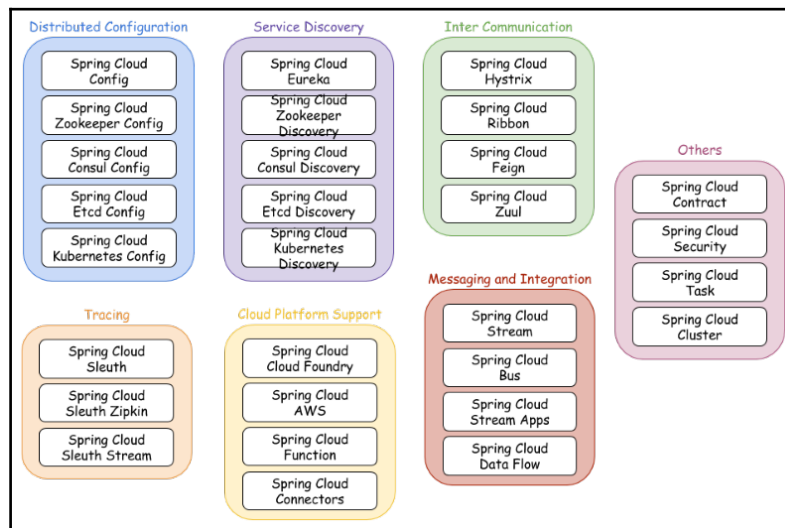 Distributed Configuration
Spring Cloud
Config
Spring Cloud
Zookeeper Config
Spring Cloud
Consul Config
Spring Cloud
Etcd Config
Spring Cloud
Kubernetes Config
Service Discovery
Spring Cloud
Eureka
Spring Cloud
Zookeeper
Discovery
Spring Cloud
Consul Discovery
Spring Cloud
Etcd Discovery
Spring Cloud
Kubernetes
Discovery
Inter Communication
Spring Cloud
Hystrix
Spring Cloud
Ribbon
Spring Cloud
Feign
Spring Cloud
Zuul
Others
Spring Cloud
Contract
Spring Cloud
Security
Spring Cloud
Task
Spring Cloud
Cluster
Tracing
Spring Cloud
Sleuth
Spring Cloud
Sleuth Zipkin
Spring Cloud
Sleuth Stream
Cloud Platform Support
Spring Cloud
Cloud Foundry
Spring Cloud
AWS
Spring Cloud
Function
Spring Cloud
Connectors
Messaging and Integration
Spring Cloud
Stream
Spring Cloud
Bus
Spring Cloud
Stream Apps
Spring Cloud
Data Flow